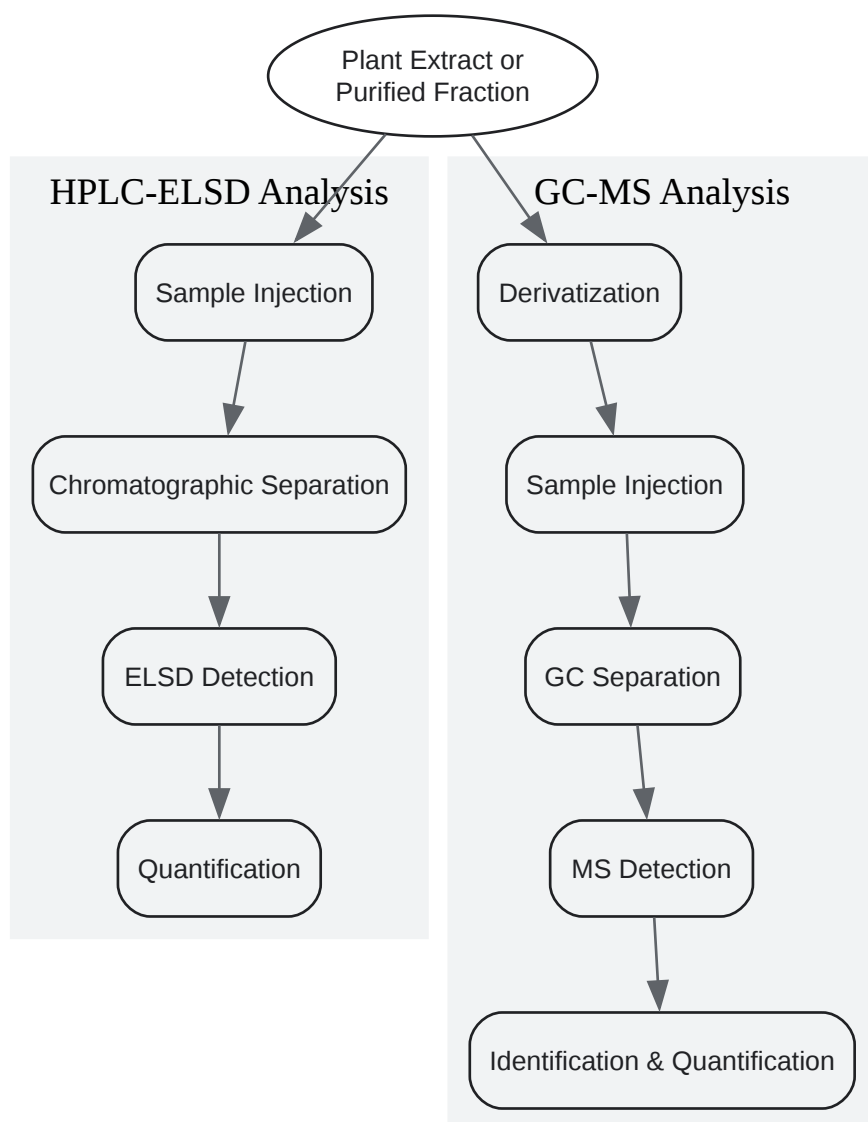 Plant Extract or
Purified Fraction
HPLC-ELSD Analysis
Sample Injection
Chromatographic Separation
ELSD Detection
Quantification
GC-MS Analysis
Derivatization
Sample Injection
GC Separation
MS Detection
Identification & Quantification